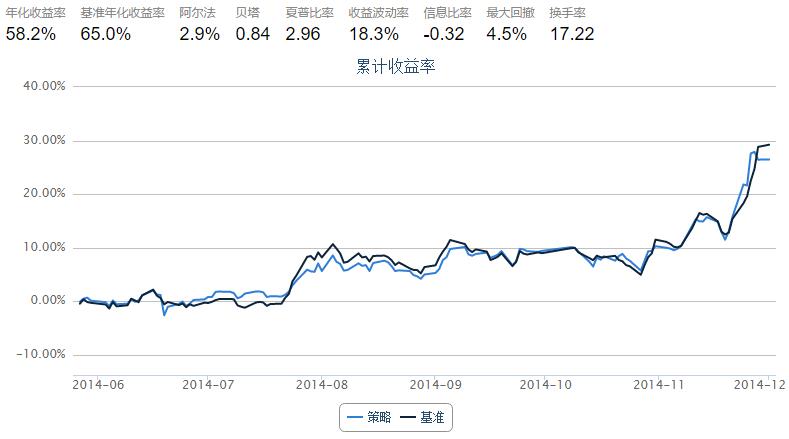 年化收益率 基准年化收益率 阿尔法 贝塔 夏普比率 收益波动率 信息比率 最大回撤 换手率
58.2% 65.0% 2.9% 0.84 2.96 18.3% -0.32 4.5% 17.22
累计收益率
40.00%
30.00%
20.00%
10.00%
0.00%
-10.00%
2014-06 2014-07 2014-08 2014-09 2014-10 2014-11 2014-12
策略 基准